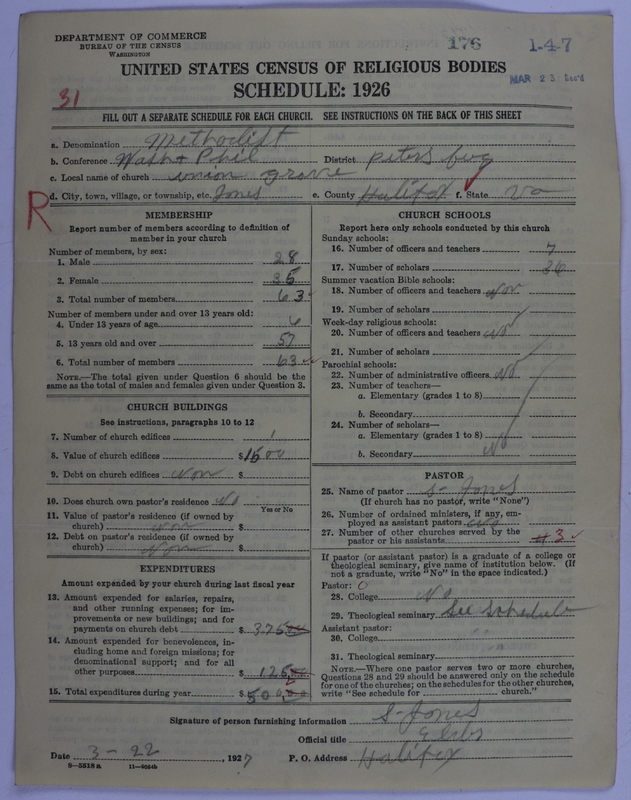 DEPARTMENT OF COMMERCE
BUREAU OF THE CENSUS
WASHINGTON
176
1-4-7
UNITED STATES CENSUS OF RELIGIOUS BODIES
MAR 23 Rec'd
SCHEDULE: 1926
31
FILL OUT A SEPARATE SCHEDULE FOR EACH CHURCH. SEE INSTRUCTIONS ON THE BACK OF THIS SHEET
a. Denomination Methodist
b. Conference Wash & Phil District Peters burg
c. Local name of church union grove
R
d. City, town, village, or township, etc. Jones e. County Halifax f. State Va
MEMBERSHIP
Report number of members according to definition of
member in your church
Number of members, by sex:
1. Male 28
2. Female 35
3. Total number of members 63
Number of members under and over 13 years old:
4. Under 13 years of age 6
5. 13 years old and over 57
6. Total number of members 63
NOTE.—The total given under Question 6 should be the
same as the total of males and females given under Question 3.
CHURCH BUILDINGS
See instructions, paragraphs 10 to 12
7. Number of church edifices 1
8. Value of church edifices $1500
9. Debt on church edifices non $
10. Does church own pastor's residence No
Yes or No
11. Value of pastor's residence (if owned by
church) non $
12. Debt on pastor's residence (if owned by
church) Non $
EXPENDITURES
Amount expended by your church during last fiscal year
13. Amount expended for salaries, repairs,
and other running expenses; for im-
provements or new buildings; and for
payments on church debt $375
14. Amount expended for benevolences, in-
cluding home and foreign missions; for
denominational support; and for all
other purposes $125
15. Total expenditures during year $500
CHURCH SCHOOLS
Report here only schools conducted by this church
Sunday schools:
16. Number of officers and teachers 7
17. Number of scholars 36
Summer vacation Bible schools:
18. Number of officers and teachers non
19. Number of scholars
Week-day religious schools:
20. Number of officers and teachers No
21. Number of scholars
Parochial schools:
22. Number of administrative officers No
23. Number of teachers—
a. Elementary (grades 1 to 8)
b. Secondary
24. Number of scholars—
a. Elementary (grades 1 to 8)
b. Secondary No
PASTOR
25. Name of pastor S- Jones
(If church has no pastor, write "None")
26. Number of ordained ministers, if any, em-
ployed as assistant pastors No
27. Number of other churches served by the
pastor or his assistants 3
If pastor (or assistant pastor) is a graduate of a college or
theological seminary, give name of institution below. (If
not a graduate, write "No" in the space indicated.)
Pastor: O
28. College No
29. Theological seminary See Schedule
Assistant pastor:
30. College
31. Theological seminary
NOTE.—Where one pastor serves two or more churches,
Questions 28 and 29 should be answered only on the schedule
for one of the churches; on the schedules for the other churches,
write "See schedule for church."
Signature of person furnishing information S- Jones
Official title
Date 3-22, 1927 P. O. Address Halifax
8-5518a 11-9054b